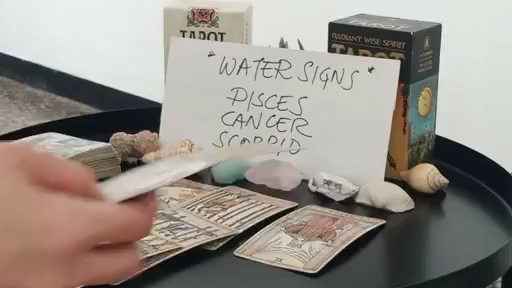 TAROT
RADIANT WISE SPIRIT
TAROT
"WATER SIGNS"
PISCES
CANCER
SCORPIO